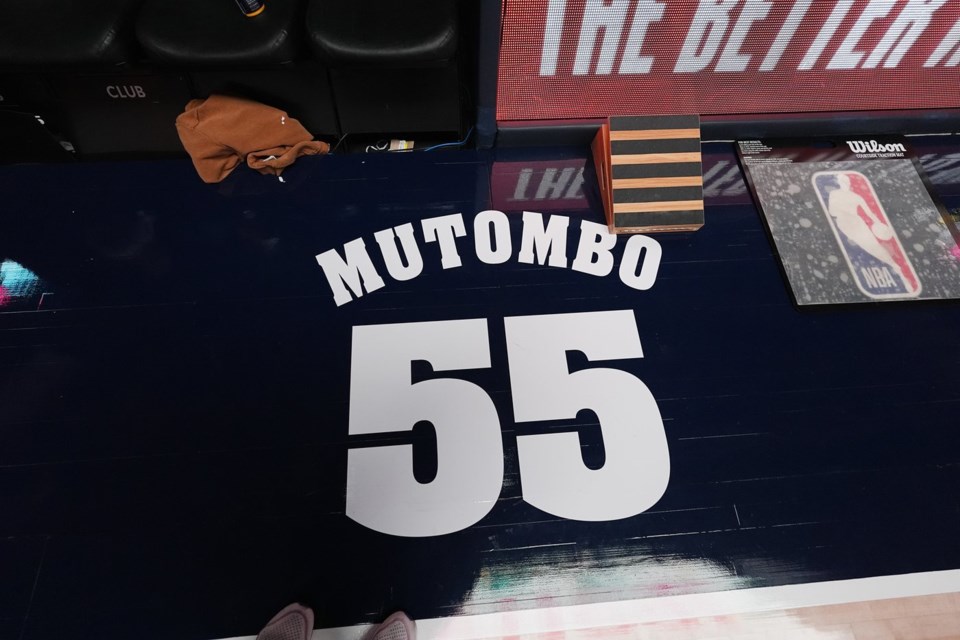 THE BETTER
CLUB
Wilson
NBA
MUTOMBO
55